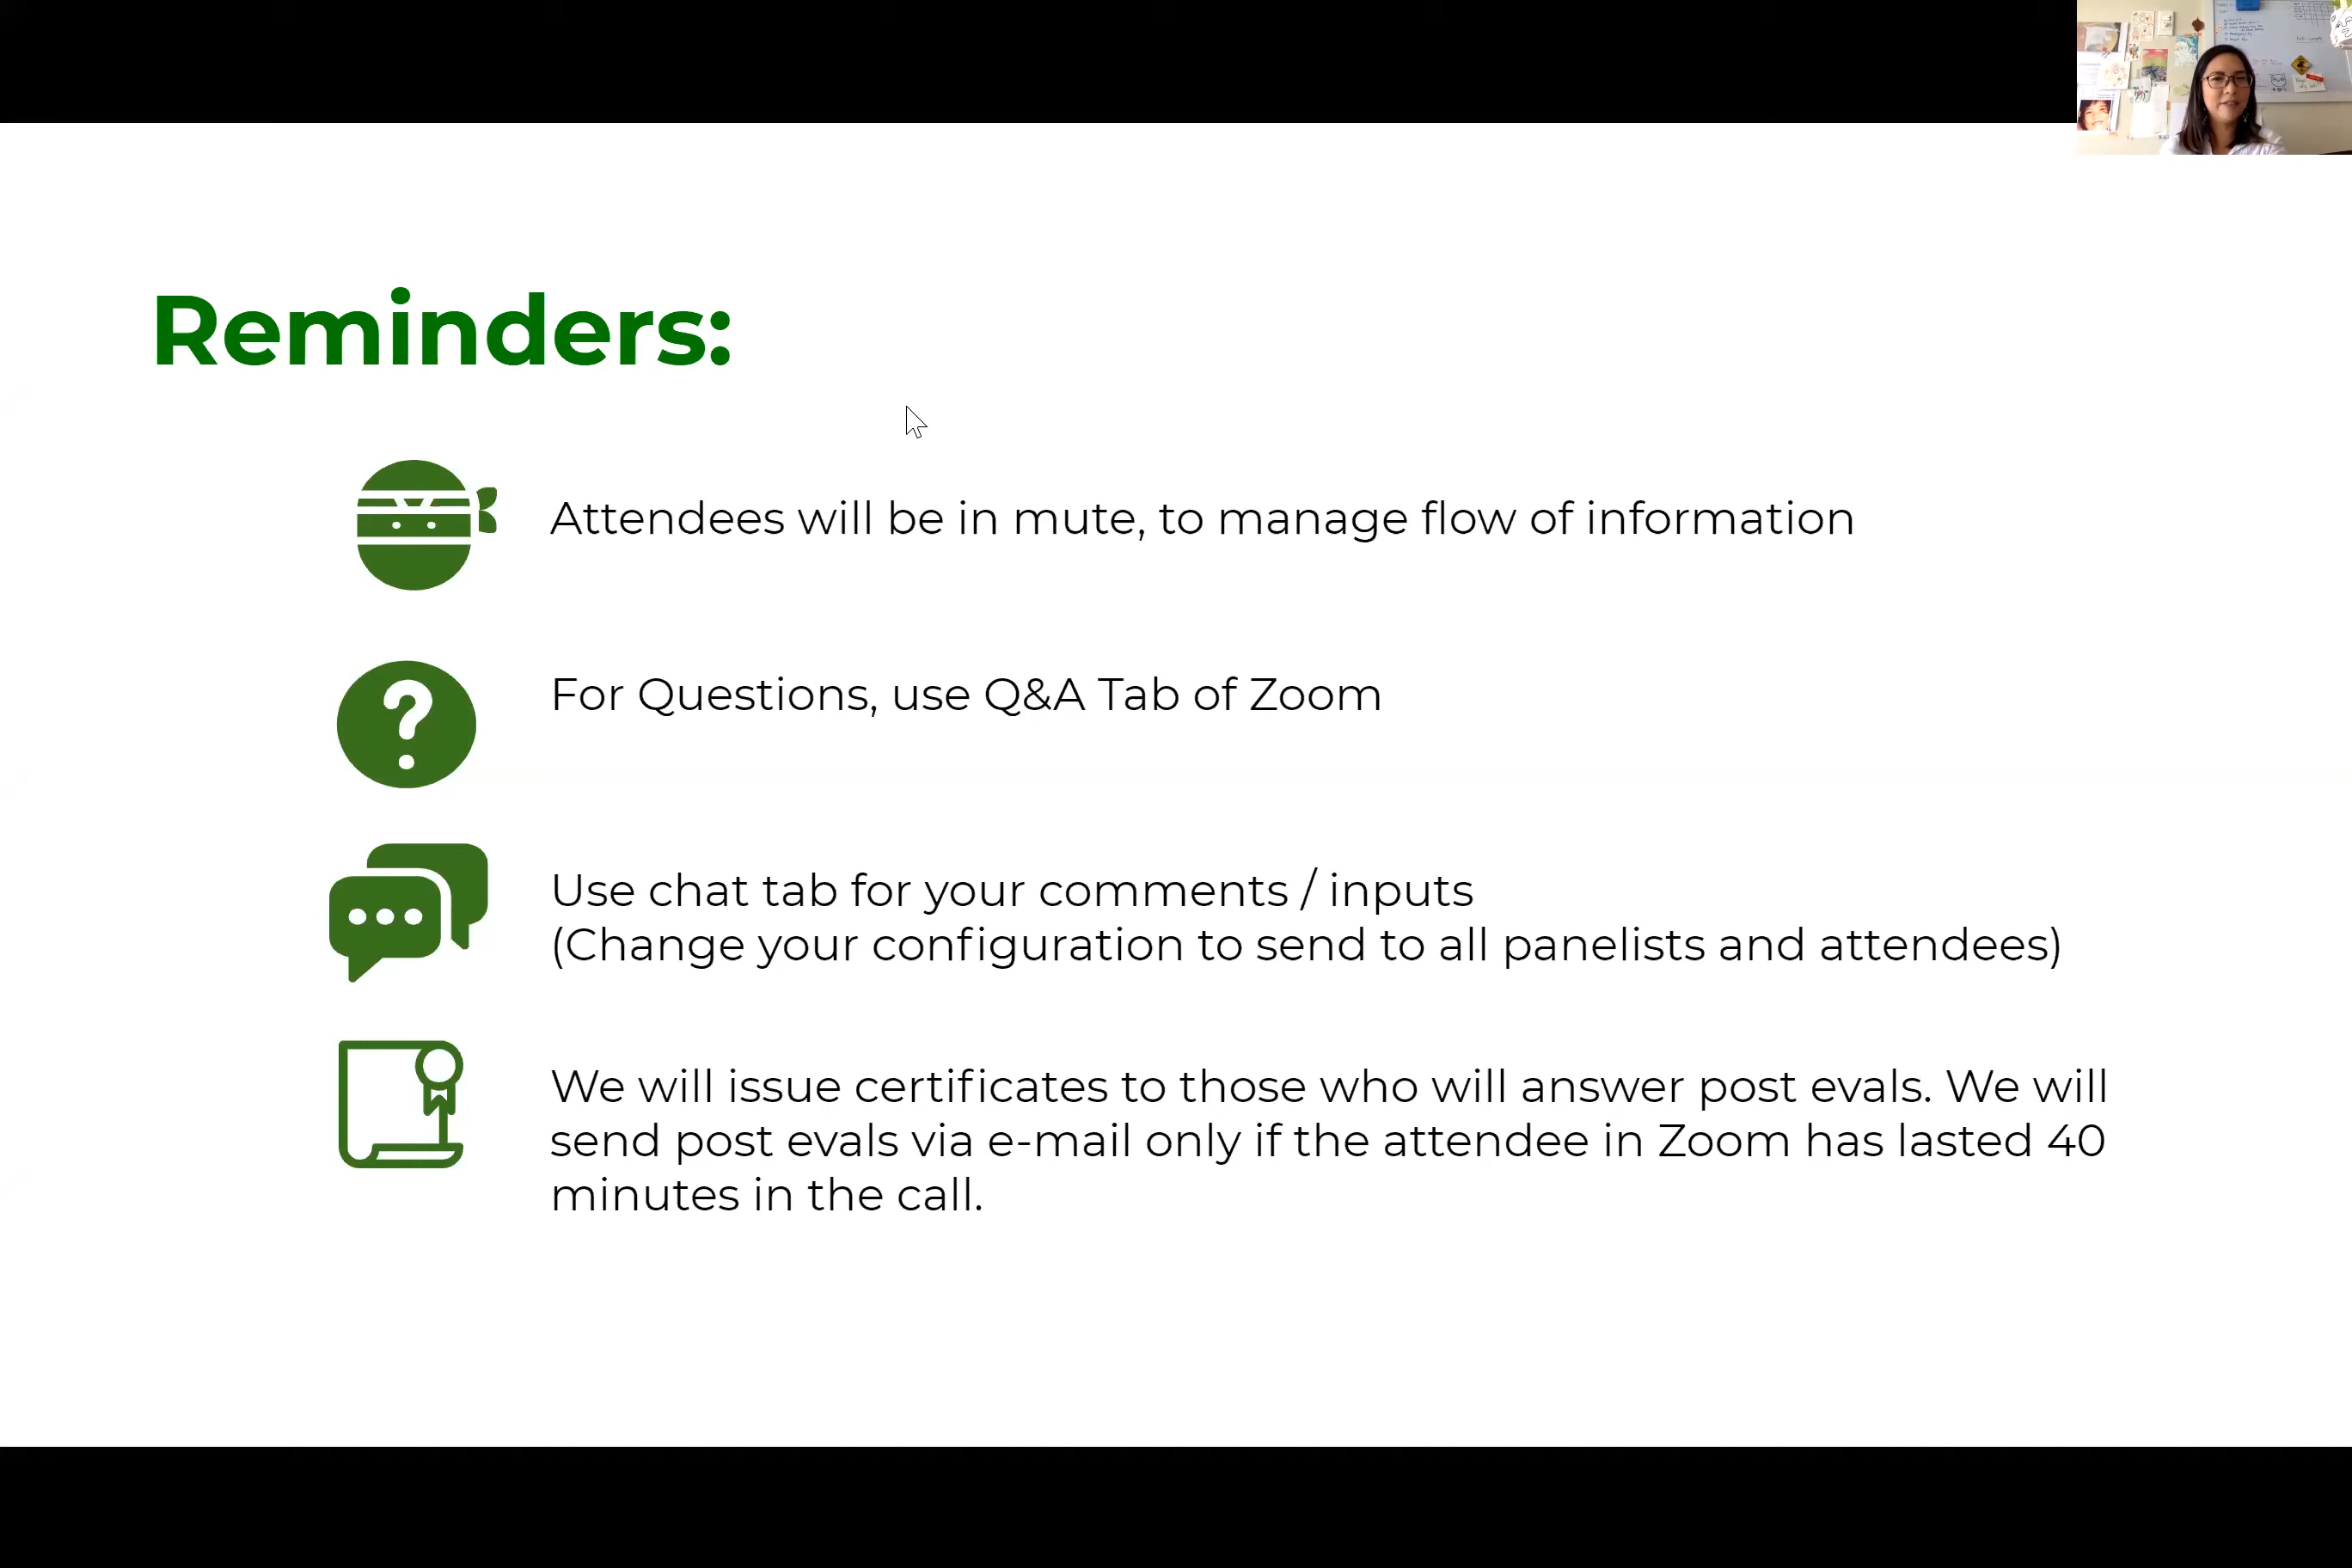 Reminders:
Attendees will be in mute, to manage flow of information
For Questions, use Q&A Tab of Zoom
Use chat tab for your comments / inputs
(Change your configuration to send to all panelists and attendees)
We will issue certificates to those who will answer post evals. We will
send post evals via e-mail only if the attendee in Zoom has lasted 40
minutes in the call.